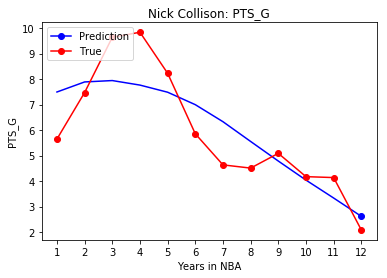 Nick Collison: PTS_G
Prediction
True
PTS_G
10
9
8
7
6
5
4
3
2
1 2 3 4 5 6 7 8 9 10 11 12
Years in NBA